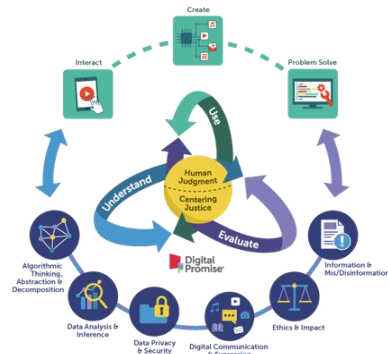 Create
Interact
Problem Solve
Use
Understand
Evaluate
Human
Judgment
Centering
Justice
Digital
Promise
Algorithmic
Thinking,
Abstraction &
Decomposition
Data Analysis &
Inference
Data Privacy
& Security
Digital Communication
& Expression
Ethics & Impact
Information &
Mis/Disinformation